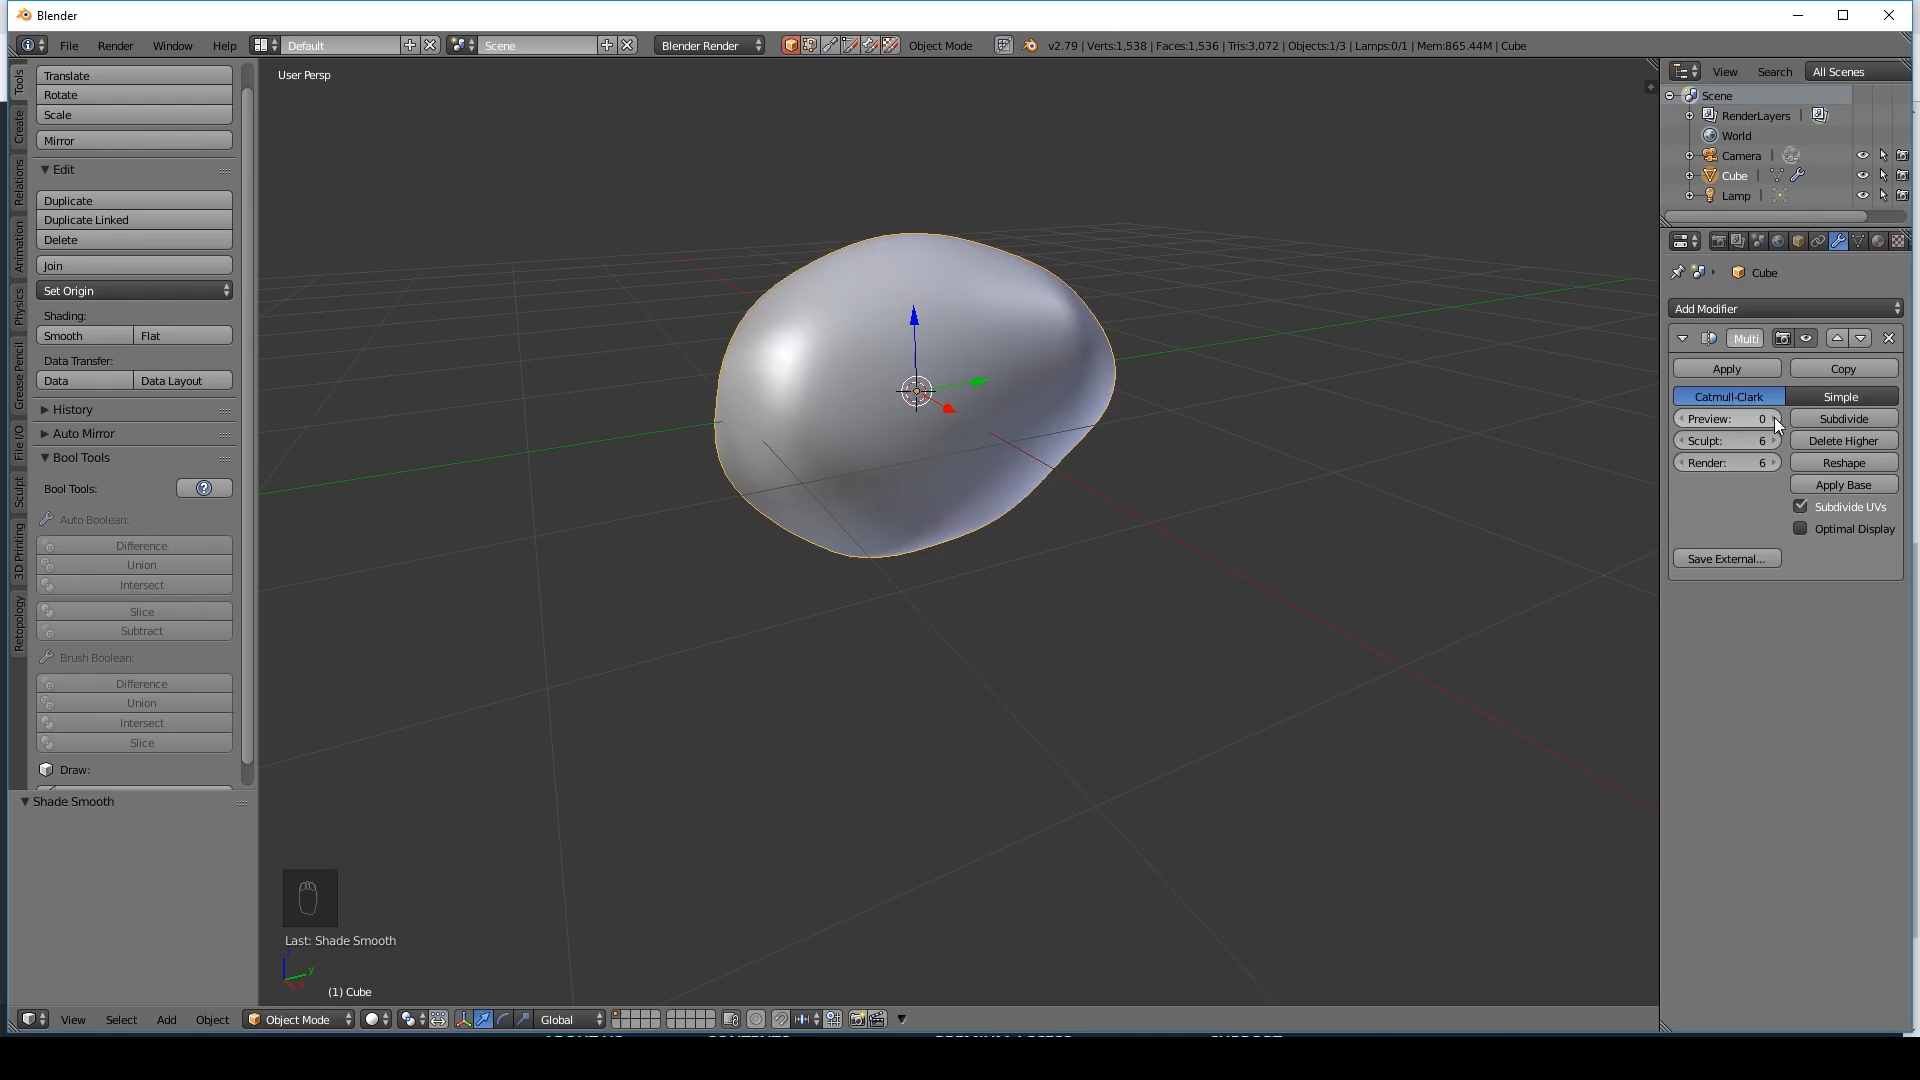 Blender
File Render Window Help Default Scene Blender Render Object Mode v2.79 | Verts:1,538 | Faces:1,536 | Tris:3,072 | Objects:1/3 | Lamps:0/1 | Mem:865.44M | Cube
Tools
Create
Relations
Animation
Physics
Grease Pencil
File I/O
Sculpt
3D Printing
Retopology
Translate
Rotate
Scale
Mirror
Edit
Duplicate
Duplicate Linked
Delete
Join
Set Origin
Shading:
Smooth Flat
Data Transfer:
Data Data Layout
History
Auto Mirror
Bool Tools
Bool Tools: ?
Auto Boolean:
Difference
Union
Intersect
Slice
Subtract
Brush Boolean:
Difference
Union
Intersect
Slice
Draw:
Shade Smooth
User Persp
Last: Shade Smooth
z
y
x
(1) Cube
View Select Add Object Object Mode Global
View Search All Scenes
Scene
RenderLayers |
World
Camera |
Cube |
Lamp |
Cube
Add Modifier
Multi
Apply Copy
Catmull-Clark Simple
Preview: 0 Subdivide
Sculpt: 6 Delete Higher
Render: 6 Reshape
Apply Base
Subdivide UVs
Optimal Display
Save External...